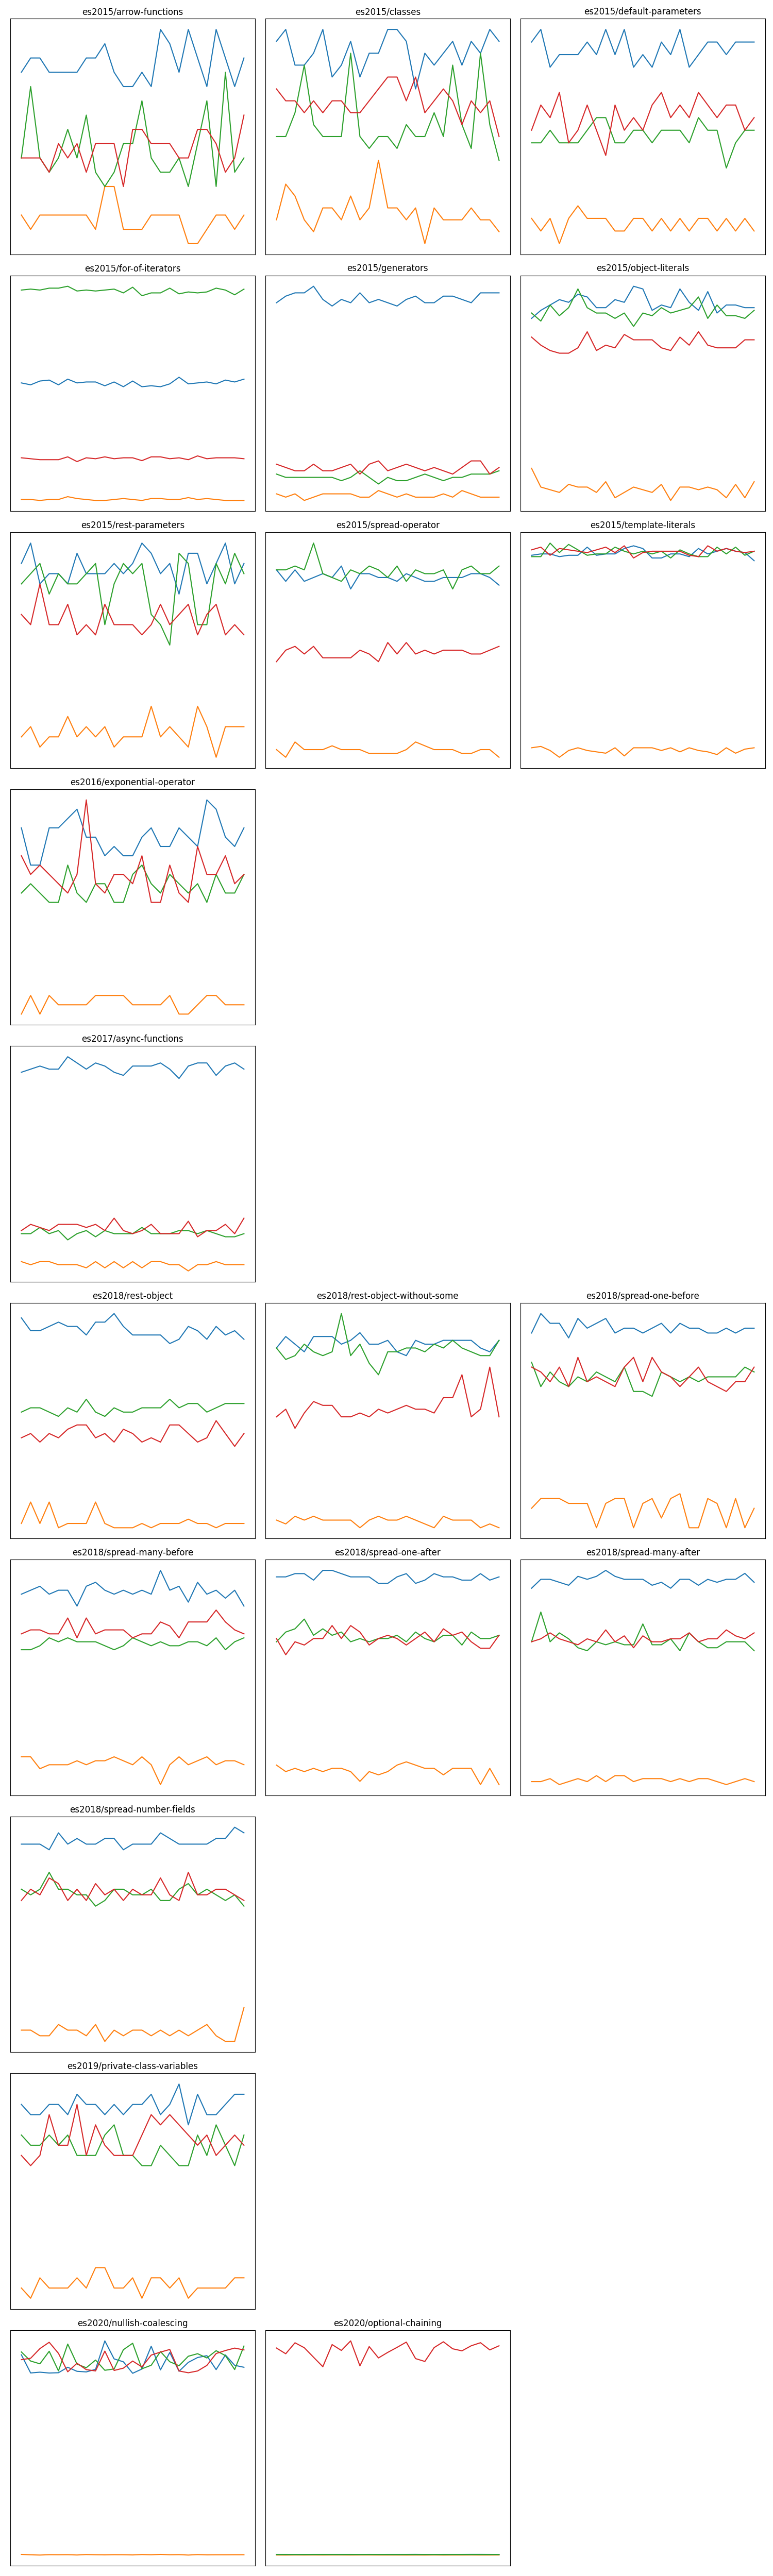 es2015/arrow-functions
es2015/classes
es2015/default-parameters
es2015/for-of-iterators
es2015/generators
es2015/object-literals
es2015/rest-parameters
es2015/spread-operator
es2015/template-literals
es2016/exponential-operator
es2017/async-functions
es2018/rest-object
es2018/rest-object-without-some
es2018/spread-one-before
es2018/spread-many-before
es2018/spread-one-after
es2018/spread-many-after
es2018/spread-number-fields
es2019/private-class-variables
es2020/nullish-coalescing
es2020/optional-chaining